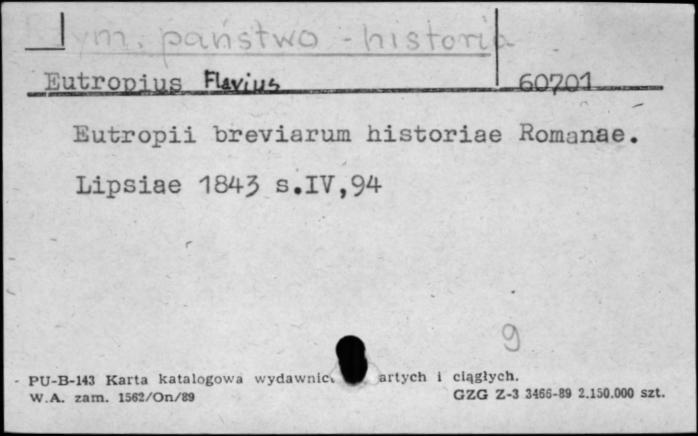 Rzym. państwo - historia
Eutropius Flavius 60701
Eutropii breviarum historiae Romanae.
Lipsiae 1843 s.IV,94
9
PU-B-143 Karta katalogowa wydawnic artych i ciągłych.
W.A. zam. 1562/On/89 GZG Z-3 3466-89 2.150.000 szt.